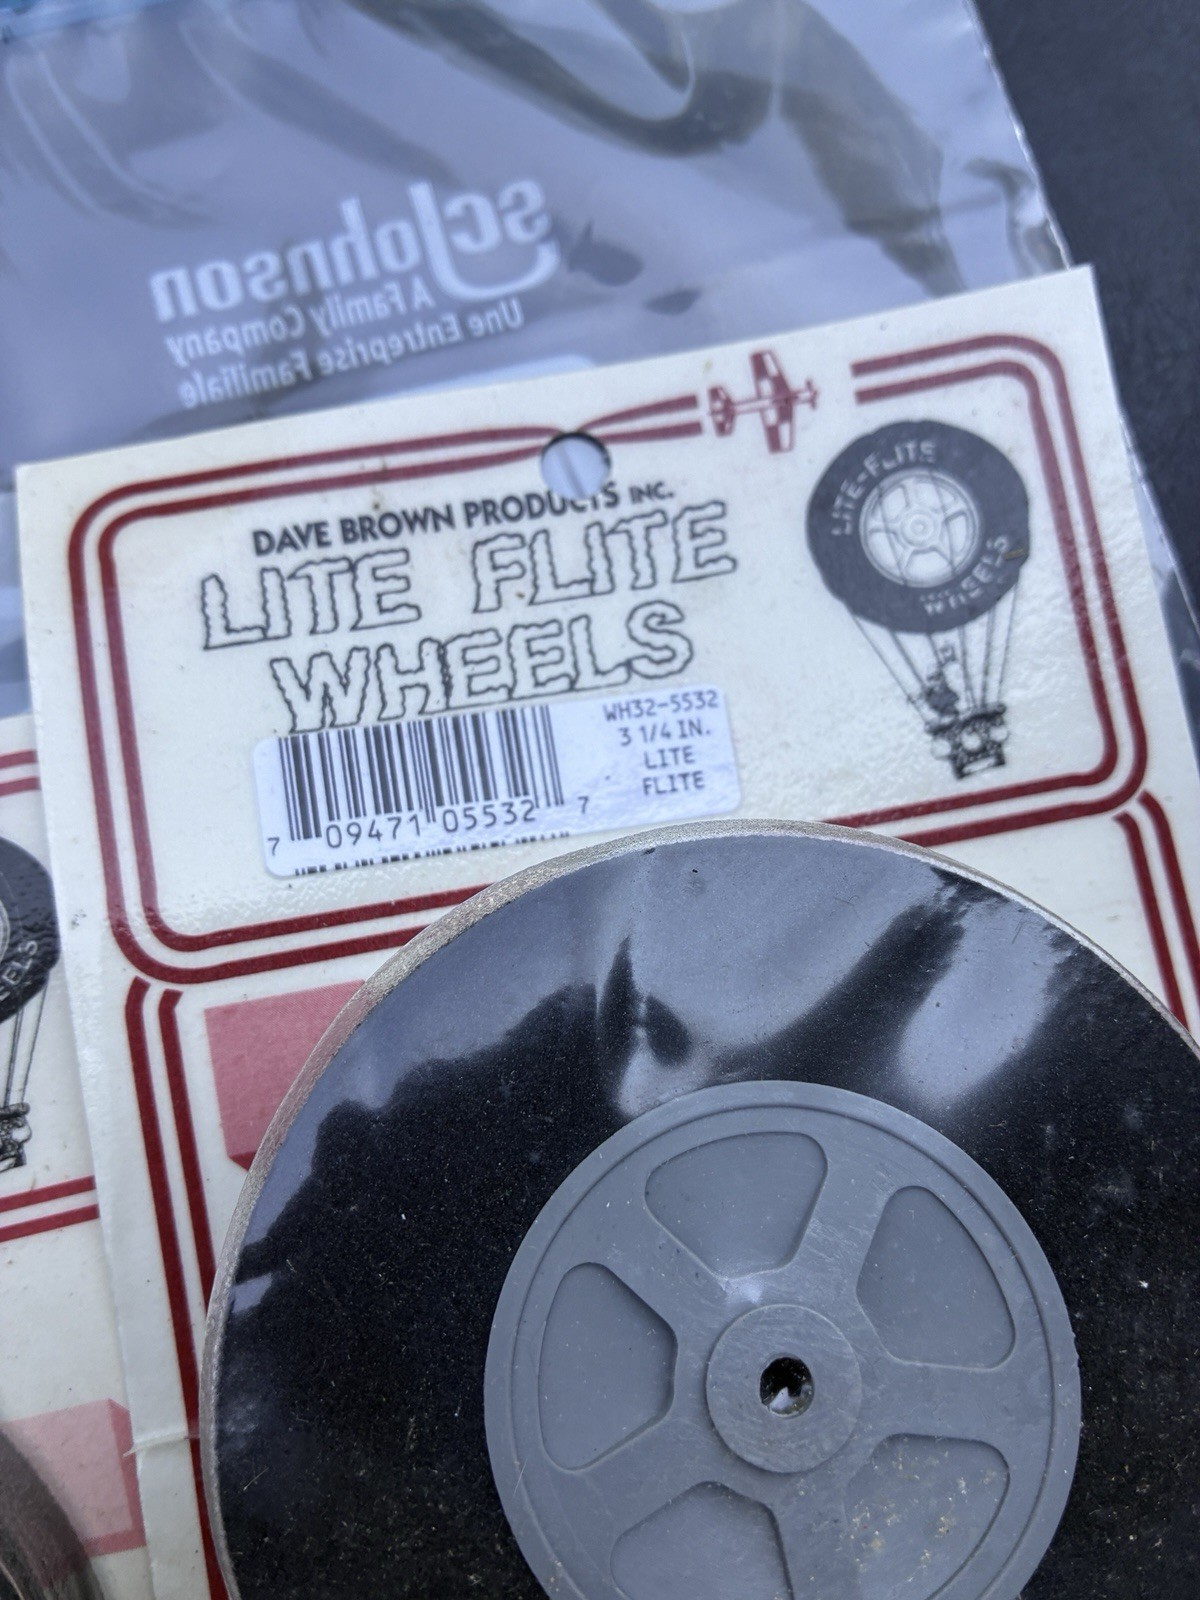 scJohnson
A Family Company
Une Entreprise Familiale
DAVE BROWN PRODUCTS INC.
LITE FLITE
WHEELS
LITE-FLITE
WHEELS
WH32-5532
3 1/4 IN.
LITE
FLITE
7 09471 05532 7